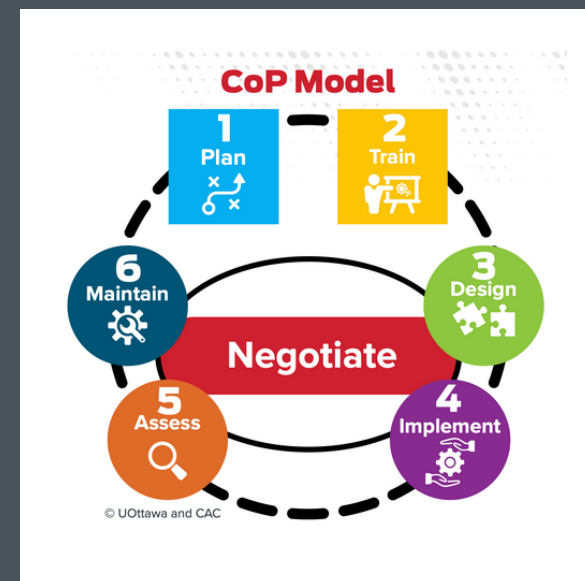 CoP Model
1
Plan
2
Train
3
Design
4
Implement
5
Assess
6
Maintain
Negotiate
© UOttawa and CAC